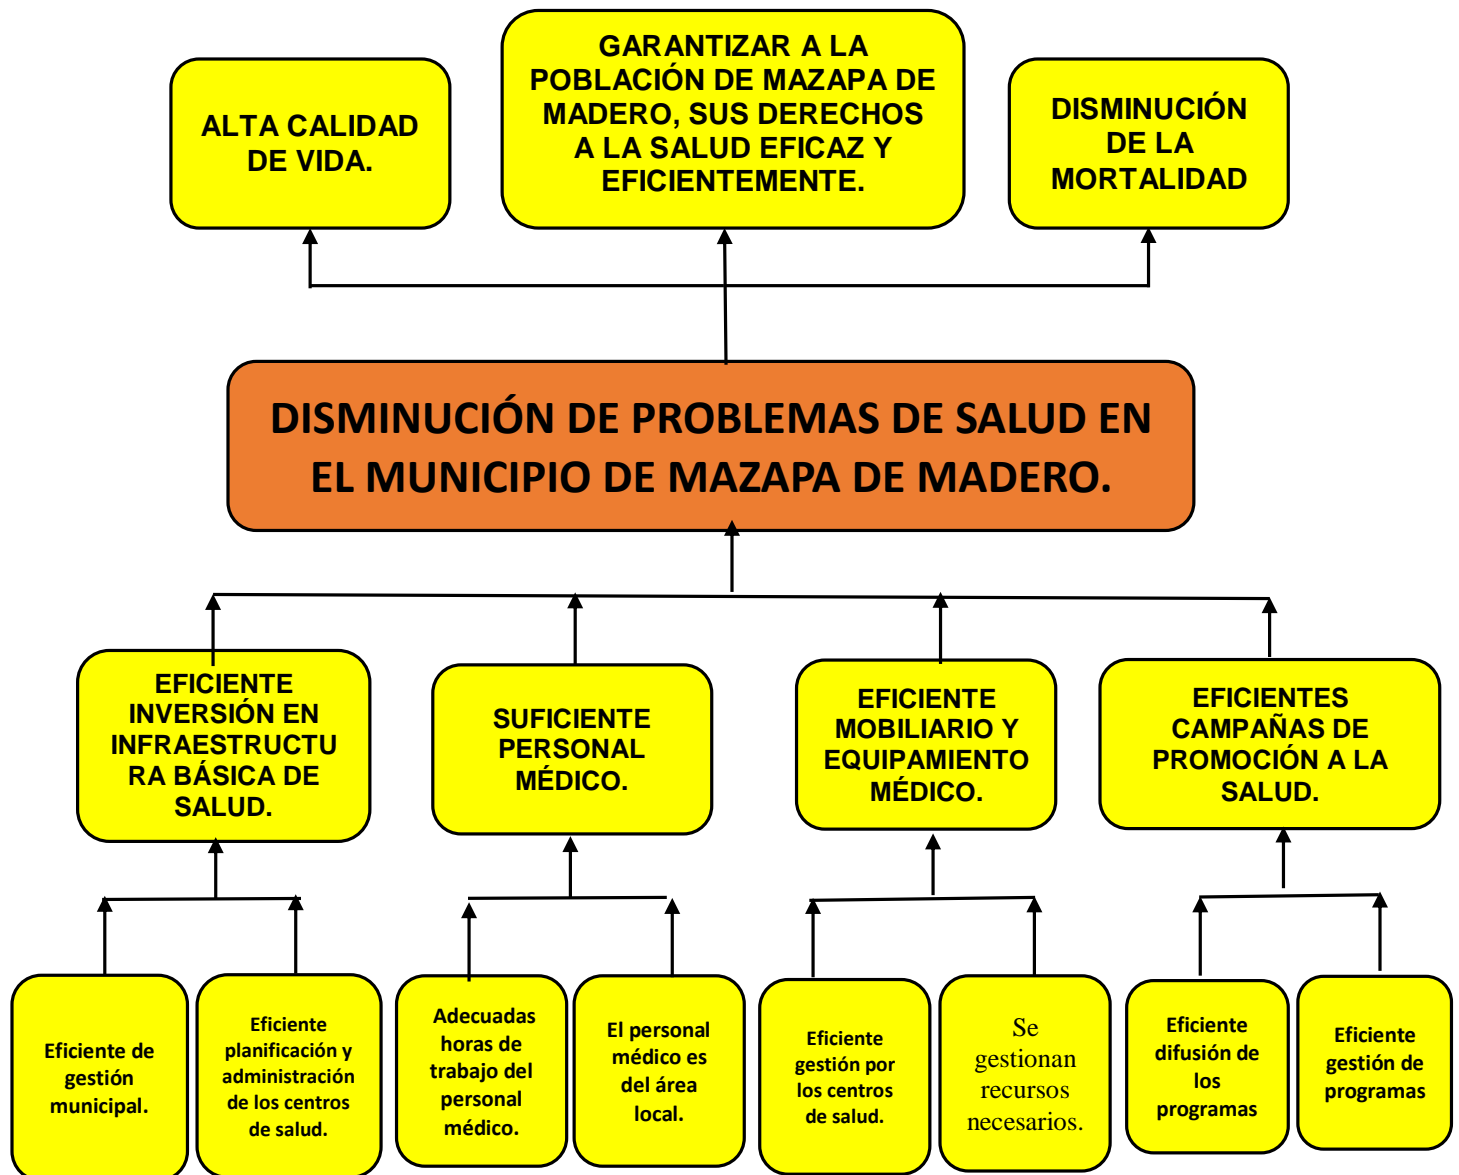 ALTA CALIDAD
DE VIDA.
GARANTIZAR A LA
POBLACIÓN DE MAZAPA DE
MADERO, SUS DERECHOS
A LA SALUD EFICAZ Y
EFICIENTEMENTE.
DISMINUCIÓN
DE LA
MORTALIDAD
DISMINUCIÓN DE PROBLEMAS DE SALUD EN
EL MUNICIPIO DE MAZAPA DE MADERO.
EFICIENTE
INVERSIÓN EN
INFRAESTRUCTU
RA BÁSICA DE
SALUD.
SUFICIENTE
PERSONAL
MÉDICO.
EFICIENTE
MOBILIARIO Y
EQUIPAMIENTO
MÉDICO.
EFICIENTES
CAMPAÑAS DE
PROMOCIÓN A LA
SALUD.
Eficiente de
gestión
municipal.
Eficiente
planificación y
administración
de los centros
de salud.
Adecuadas
horas de
trabajo del
personal
médico.
El personal
médico es
del área
local.
Eficiente
gestión por
los centros
de salud.
Se
gestionan
recursos
necesarios.
Eficiente
difusión de
los
programas
Eficiente
gestión de
programas